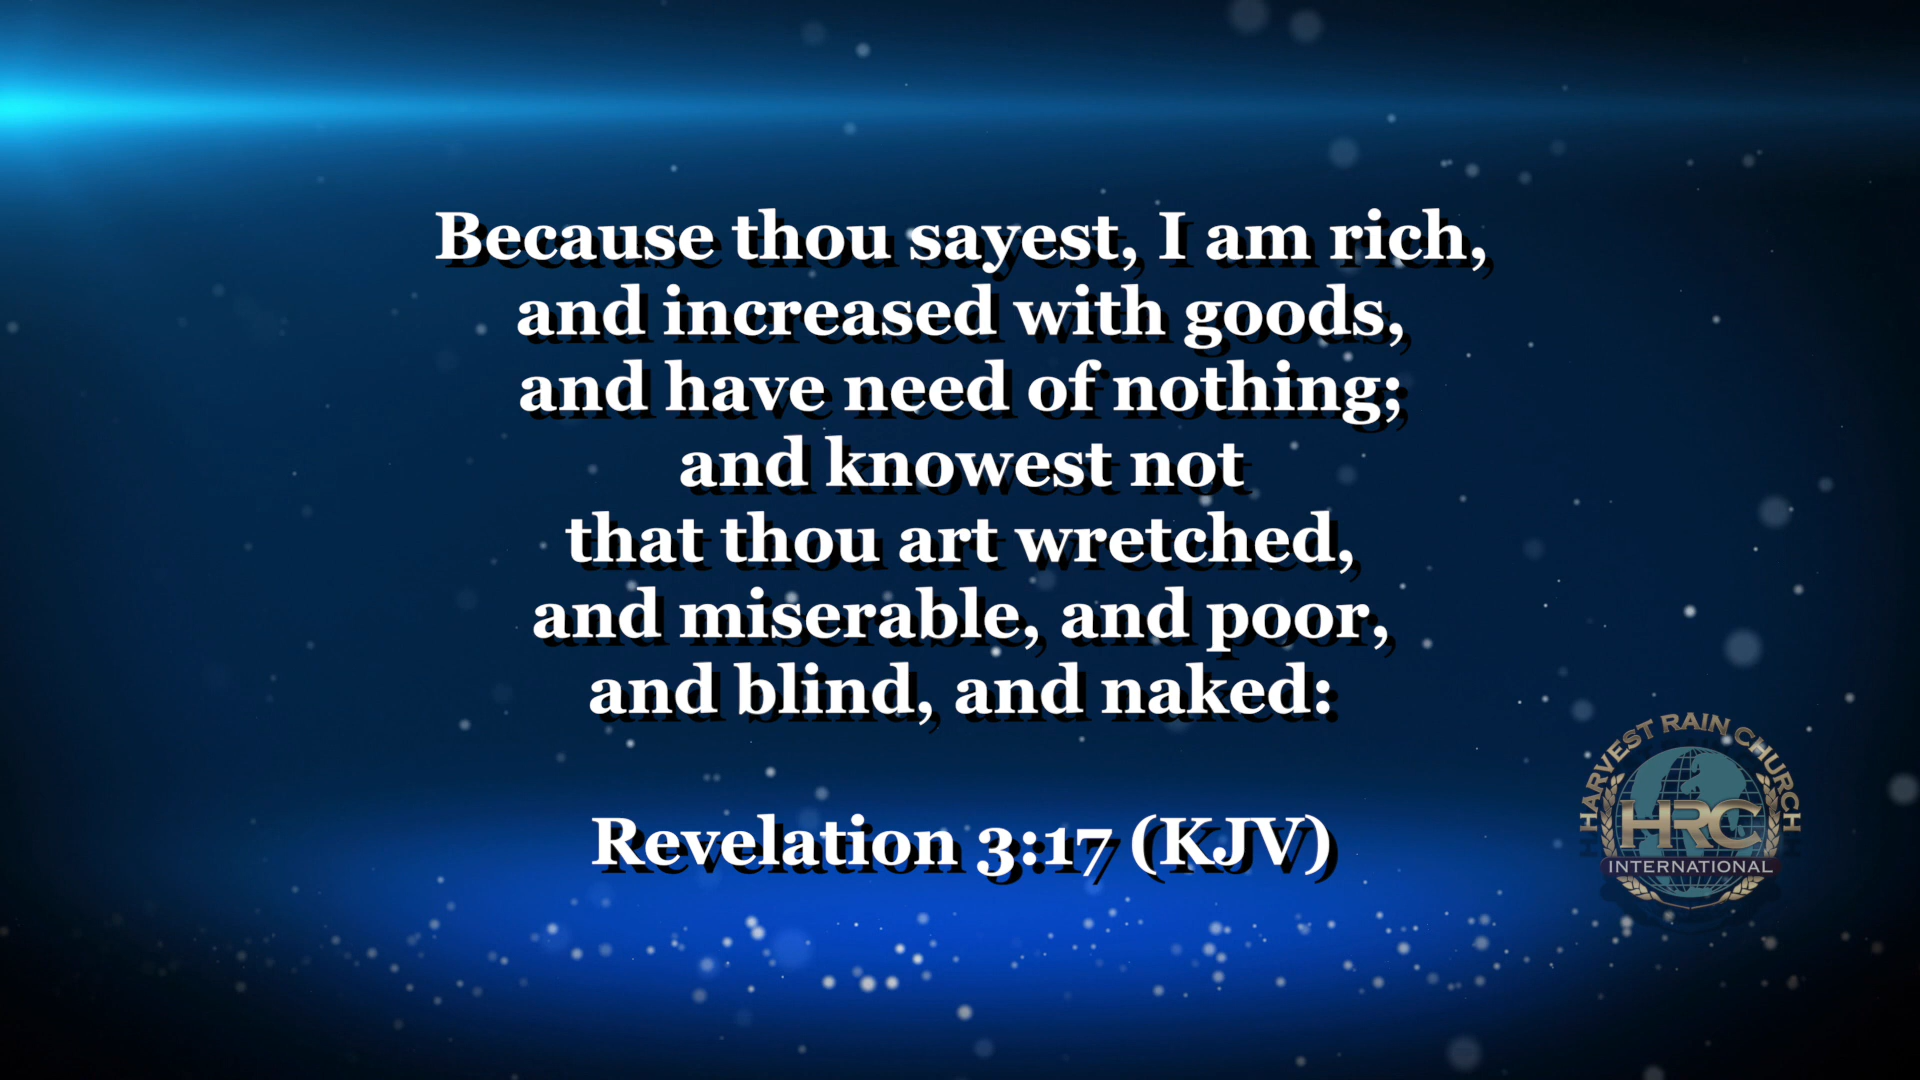 Because thou sayest, I am rich,
and increased with goods,
and have need of nothing;
and knowest not
that thou art wretched,
and miserable, and poor,
and blind, and naked:
Revelation 3:17 (KJV)
HARVEST RAIN CHURCH
HRC
INTERNATIONAL